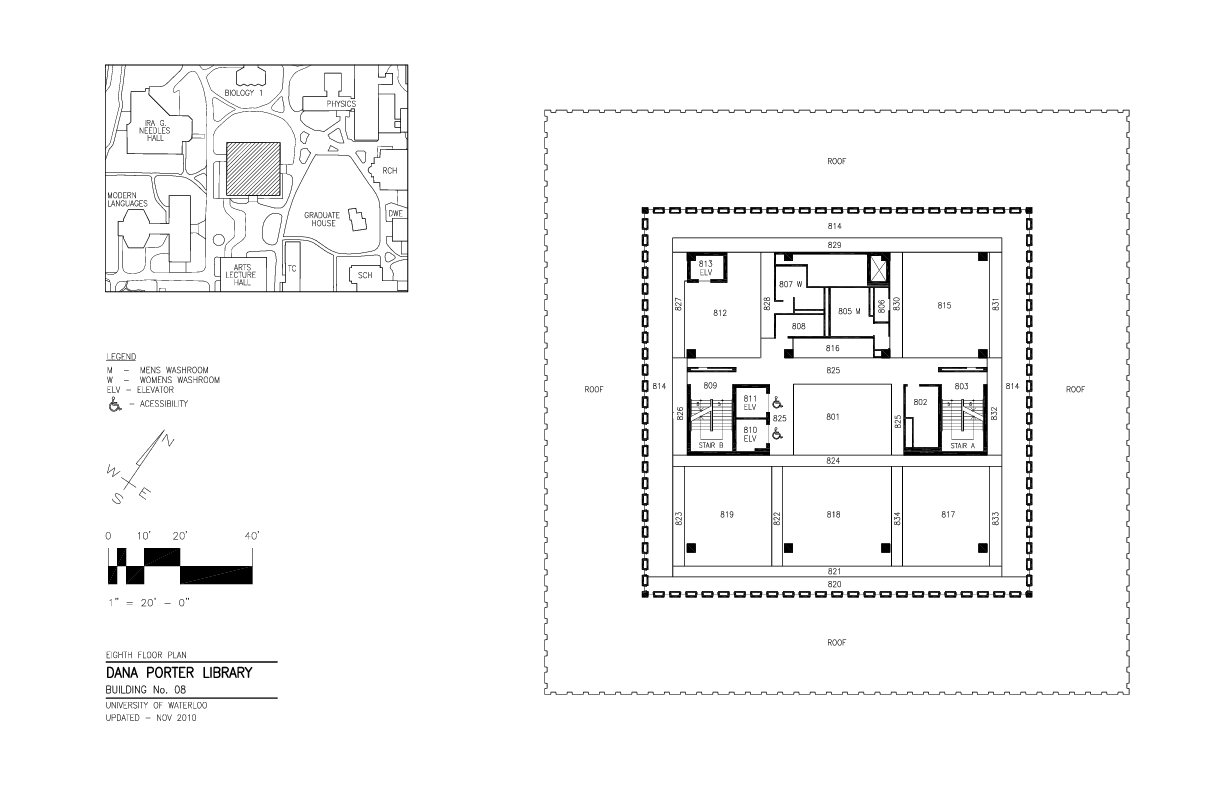 BIOLOGY 1
PHYSICS
IRA G.
NEEDLES
HALL
RCH
MODERN
LANGUAGES
GRADUATE
HOUSE
DWE
ARTS
LECTURE
HALL
TC
SCH
LEGEND
M – MENS WASHROOM
W – WOMENS WASHROOM
ELV – ELEVATOR
– ACESSIBILITY
N
W
E
S
0 10' 20' 40'
1" = 20' – 0"
EIGHTH FLOOR PLAN
DANA PORTER LIBRARY
BUILDING No. 08
UNIVERSITY OF WATERLOO
UPDATED – NOV 2010
ROOF
814
829
813
ELV
807 W
827
828
812
805 M
806
830
815
831
808
816
825
ROOF
814
809
803
814
ROOF
811
ELV
802
826
825
801
825
832
810
ELV
STAIR B
STAIR A
824
823
819
822
818
834
817
833
821
820
ROOF